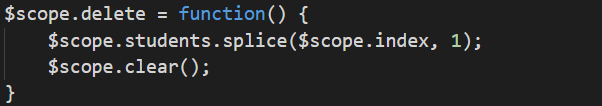 $scope.delete = function() {
    $scope.students.splice($scope.index, 1);
    $scope.clear();
}